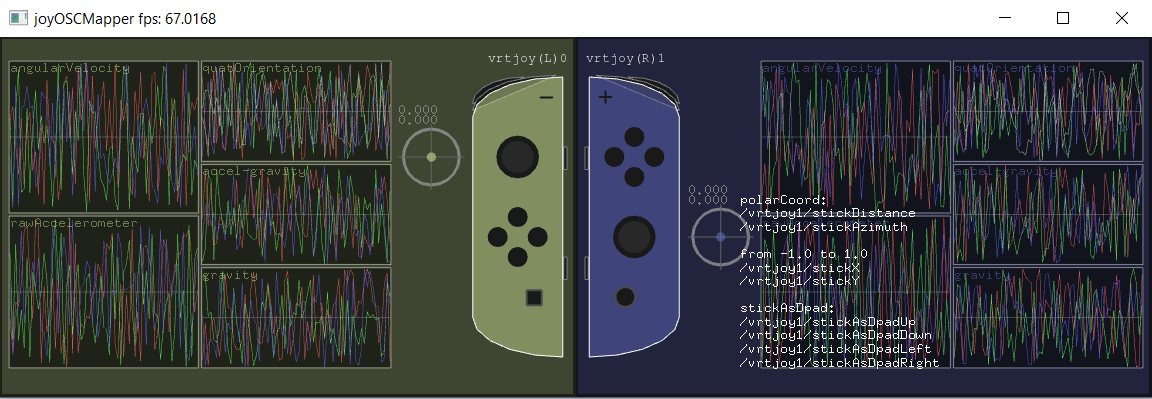 joyOSCMapper fps: 67.0168
vrtjoy(L)0
angularVelocity
quatOrientation
0.000
0.000
accel-gravity
rawAccelerometer
gravity
vrtjoy(R)1
angularVelocity
quatOrientation
0.000
0.000
accel-gravity
polarCoord:
/vrtjoy1/stickDistance
/vrtjoy1/stickAzimuth
from -1.0 to 1.0
/vrtjoy1/stickX
/vrtjoy1/stickY
gravity
stickAsDpad:
/vrtjoy1/stickAsDpadUp
/vrtjoy1/stickAsDpadDown
/vrtjoy1/stickAsDpadLeft
/vrtjoy1/stickAsDpadRight